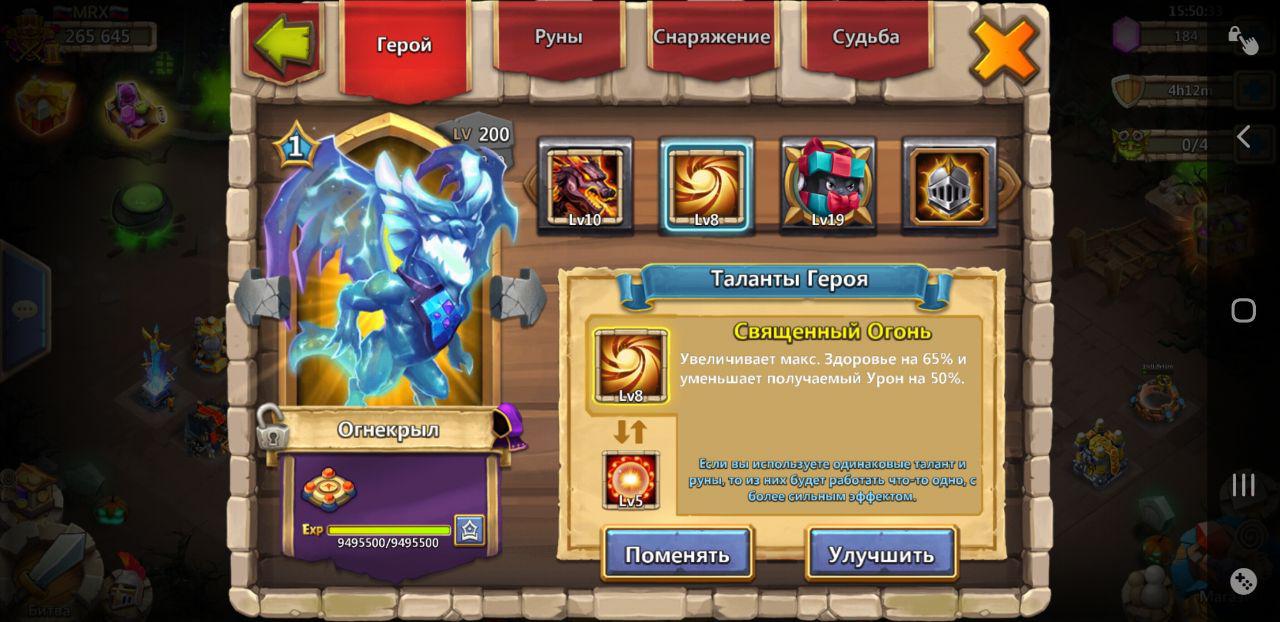 MRX
265 645
Герой
Руны
Снаряжение
Судьба
15:50:33
184
4h12m
0/4
1
LV 200
Lv10
Lv8
Lv19
Таланты Героя
Священный Огонь
Увеличивает макс. Здоровье на 65% и
уменьшает получаемый Урон на 50%.
Lv8
Lv5
Если вы используете одинаковые талант и
руны, то из них будет работать что-то одно, с
более сильным эффектом.
Огнекрыл
Exp
9495500/9495500
Поменять
Улучшить
Битва